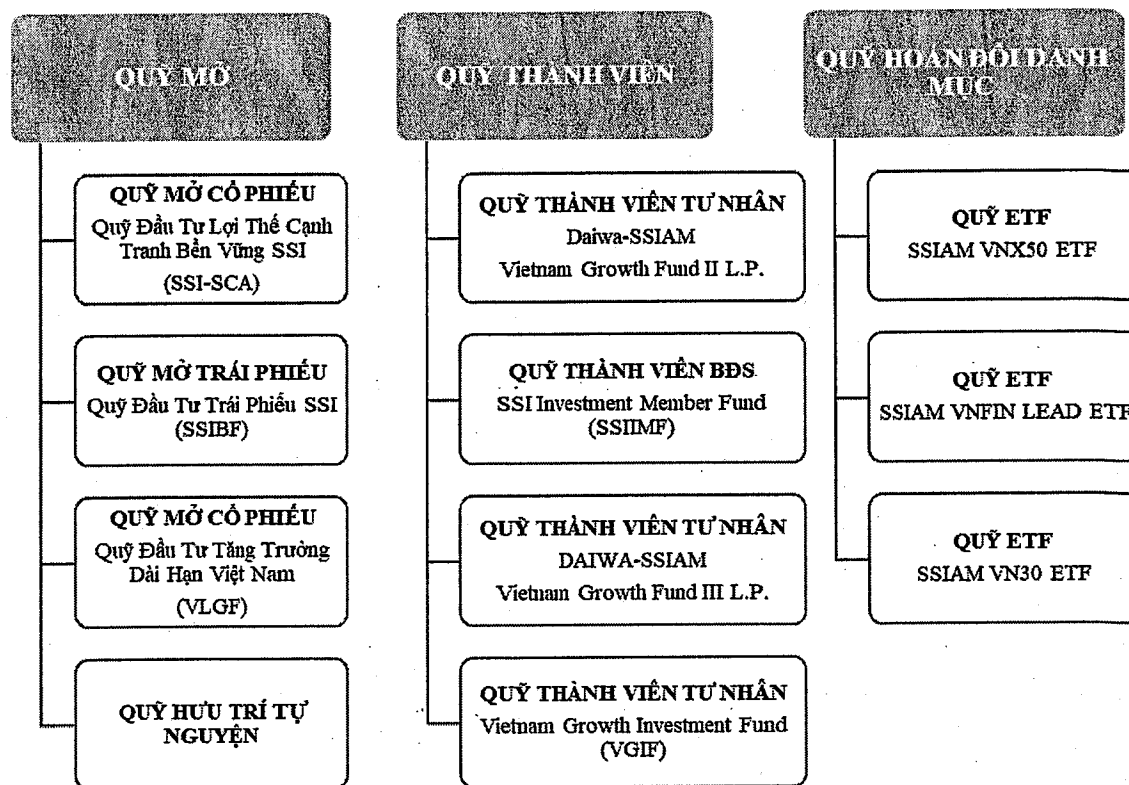 QUỸ MỞ
QUỸ MỞ CỔ PHIẾU
Quỹ Đầu Tư Lợi Thế Cạnh
Tranh Bền Vững SSI
(SSI-SCA)
QUỸ MỞ TRÁI PHIẾU
Quỹ Đầu Tư Trái Phiếu SSI
(SSIBF)
QUỸ MỞ CỔ PHIẾU
Quỹ Đầu Tư Tăng Trưởng
Dài Hạn Việt Nam
(VLGF)
QUỸ HƯU TRÍ TỰ
NGUYỆN
QUỸ THÀNH VIÊN
QUỸ THÀNH VIÊN TƯ NHÂN
Daiwa-SSIAM
Vietnam Growth Fund II L.P.
QUỸ THÀNH VIÊN BĐS
SSI Investment Member Fund
(SSIIMF)
QUỸ THÀNH VIÊN TƯ NHÂN
DAIWA-SSIAM
Vietnam Growth Fund III L.P.
QUỸ THÀNH VIÊN TƯ NHÂN
Vietnam Growth Investment Fund
(VGIF)
QUỸ HOÁN ĐỔI DANH
MỤC
QUỸ ETF
SSIAM VNX50 ETF
QUỸ ETF
SSIAM VNFIN LEAD ETF
QUỸ ETF
SSIAM VN30 ETF